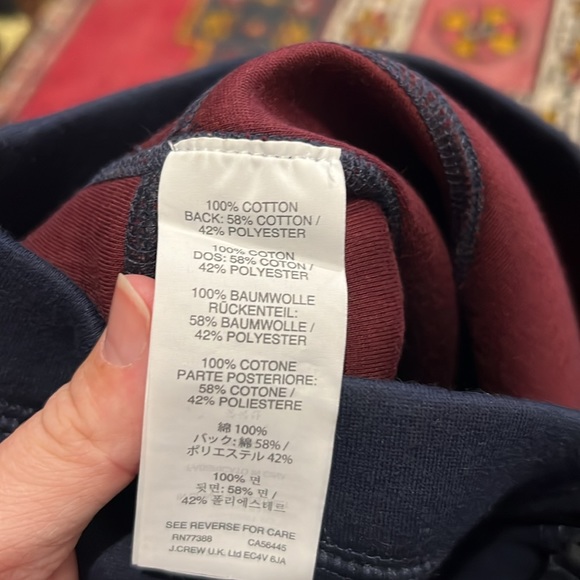 100% COTTON
BACK: 58% COTTON /
42% POLYESTER
100% COTON
DOS: 58% COTON /
42% POLYESTER
100% BAUMWOLLE
RÜCKENTEIL:
58% BAUMWOLLE /
42% POLYESTER
100% COTONE
PARTE POSTERIORE:
58% COTONE /
42% POLIESTERE
綿 100%
バック: 綿 58% /
ポリエステル 42%
100% 면
뒷면: 58% 면 /
42% 폴리에스테르
SEE REVERSE FOR CARE
RN77388 CA56445
J.CREW U.K. Ltd EC4V 6JA